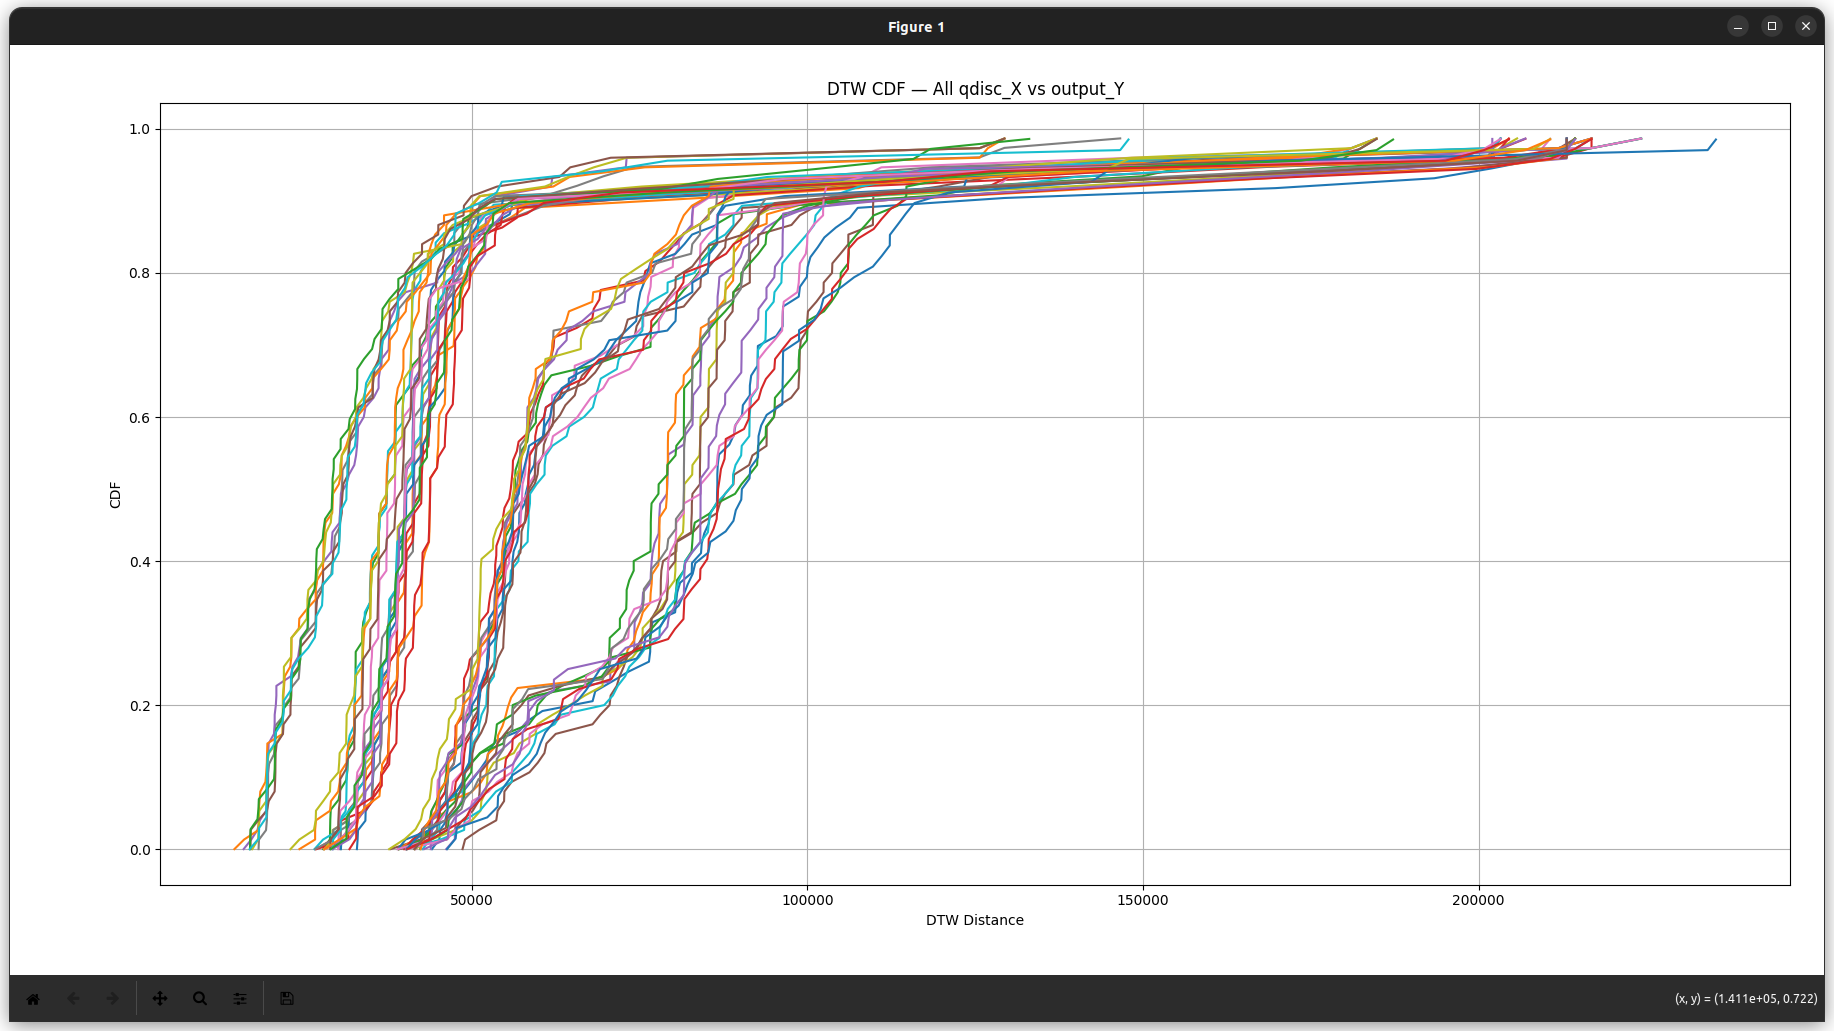 Figure 1
DTW CDF — All qdisc_X vs output_Y
1.0
0.8
0.6
0.4
0.2
0.0
CDF
50000
100000
150000
200000
DTW Distance
(x, y) = (1.411e+05, 0.722)